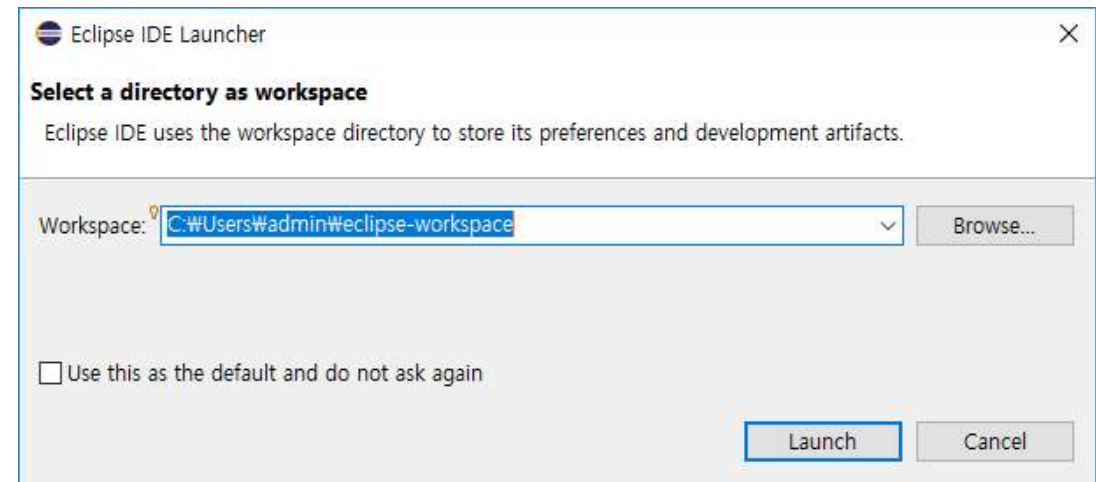 Eclipse IDE Launcher
Select a directory as workspace
Eclipse IDE uses the workspace directory to store its preferences and development artifacts.
Workspace: C:₩Users₩admin₩eclipse-workspace Browse...
Use this as the default and do not ask again
Launch Cancel